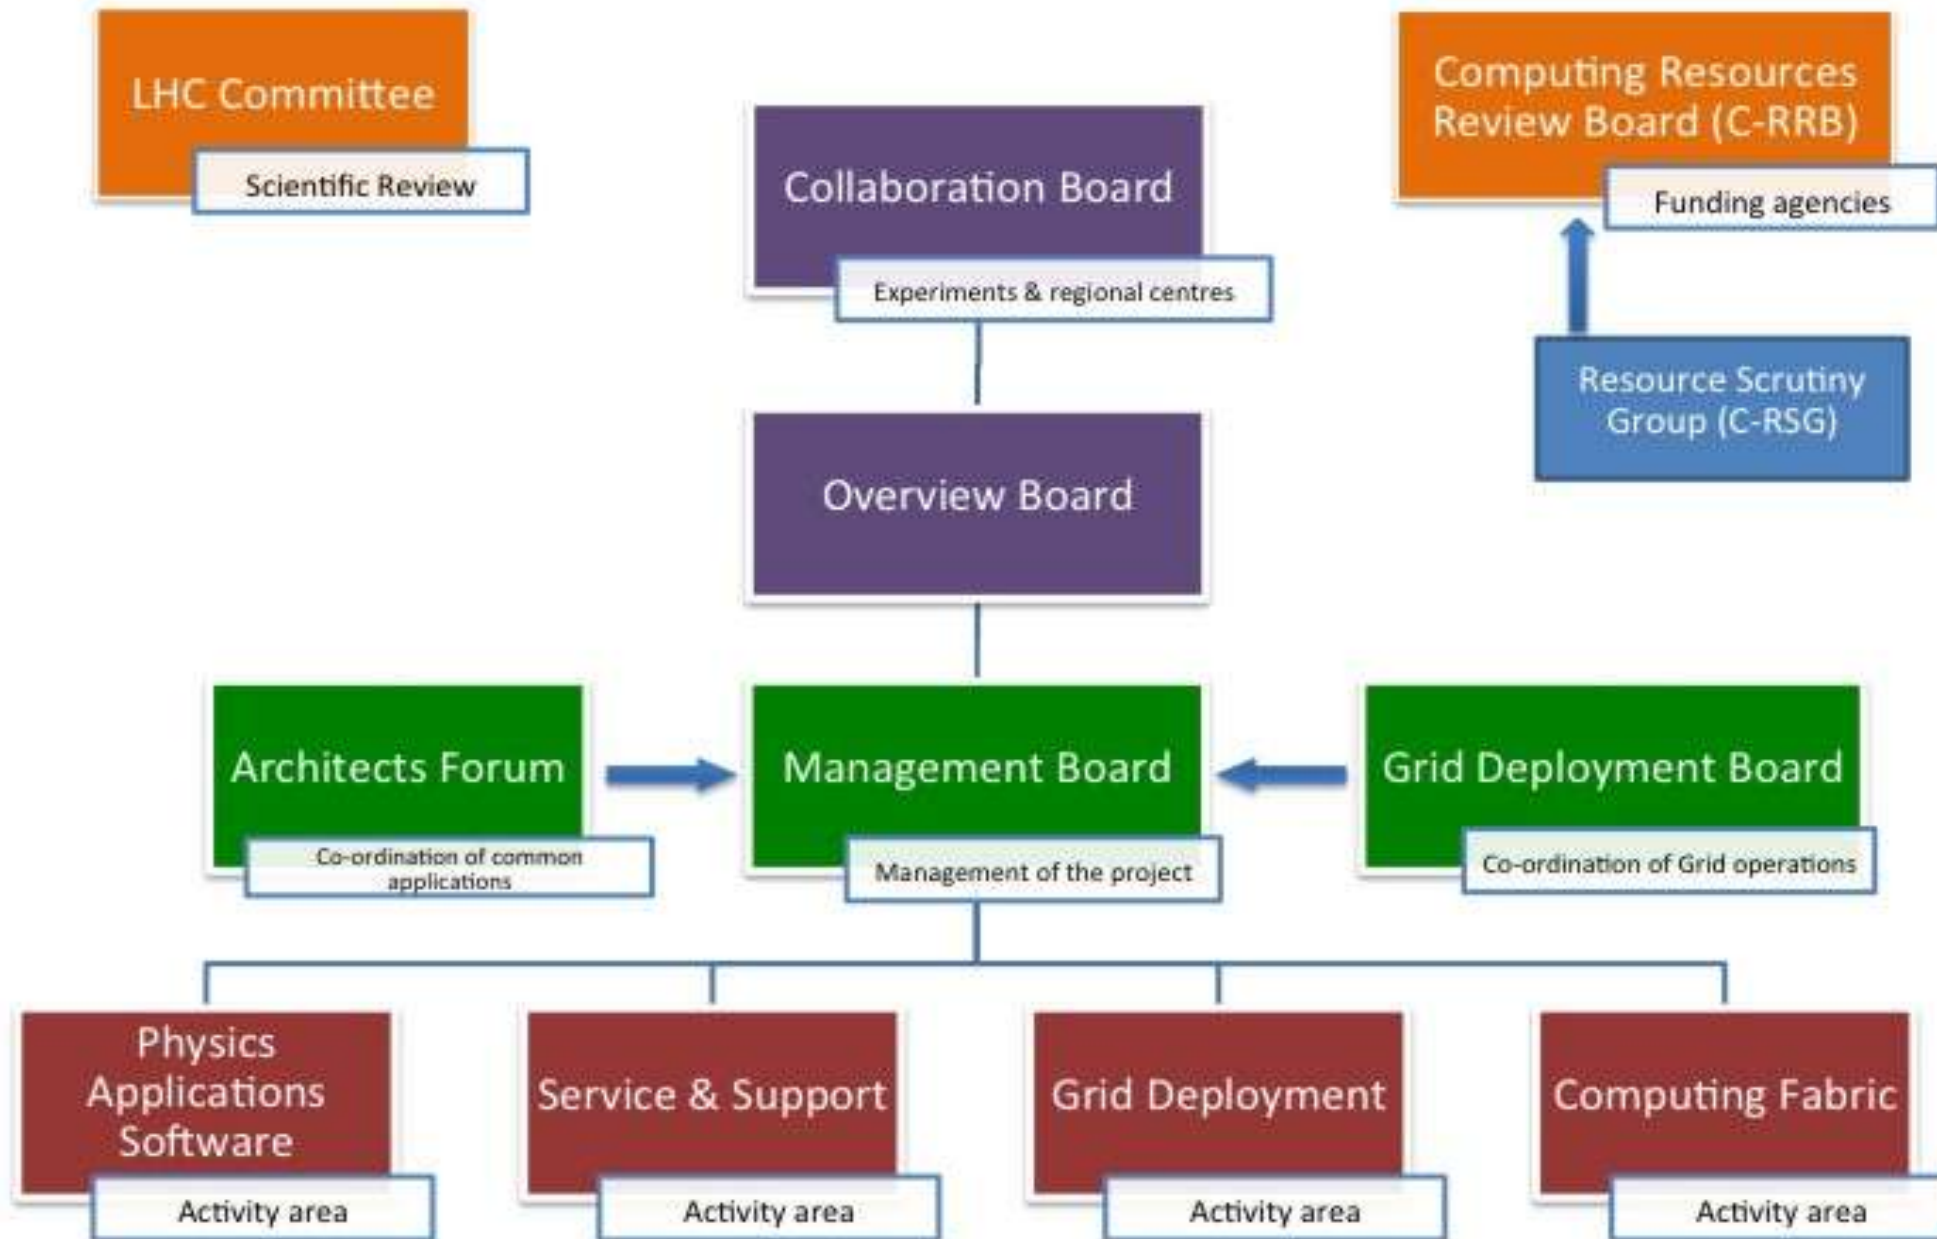 LHC Committee
Scientific Review
Computing Resources
Review Board (C-RRB)
Funding agencies
Collaboration Board
Experiments & regional centres
Resource Scrutiny
Group (C-RSG)
Overview Board
Architects Forum
Co-ordination of common
applications
Management Board
Management of the project
Grid Deployment Board
Co-ordination of Grid operations
Physics
Applications
Software
Activity area
Service & Support
Activity area
Grid Deployment
Activity area
Computing Fabric
Activity area